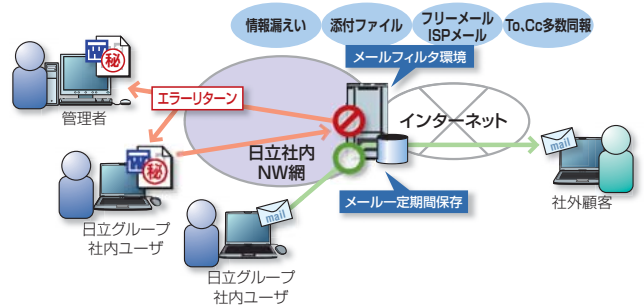 情報漏えい
添付ファイル
フリーメール
ISPメール
To、Cc多数同報
メールフィルタ環境
W
秘
エラーリターン
管理者
インターネット
mail
日立社内
NW網
W
秘
メール一定期間保存
社外顧客
日立グループ
社内ユーザ
mail
日立グループ
社内ユーザ